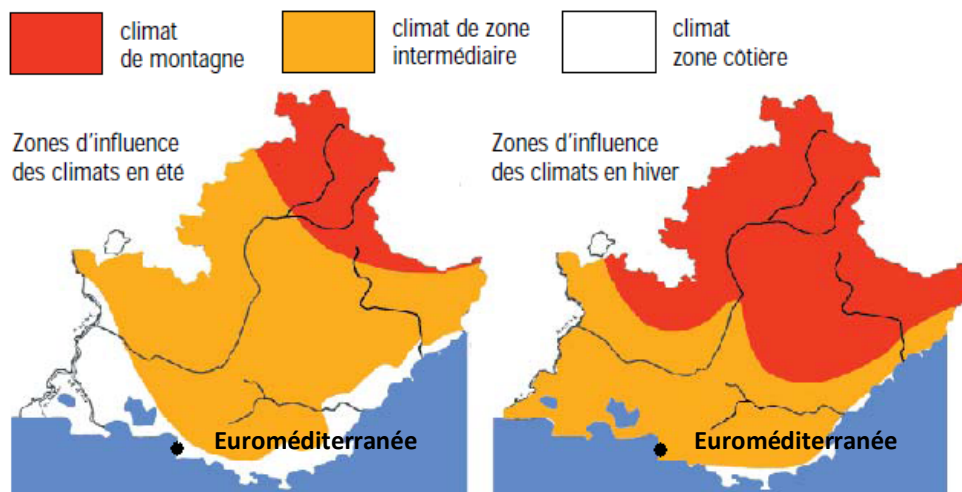 climat
de montagne
climat de zone
intermédiaire
climat
zone côtière
Zones d'influence
des climats en été
Zones d'influence
des climats en hiver
Euroméditerranée
Euroméditerranée